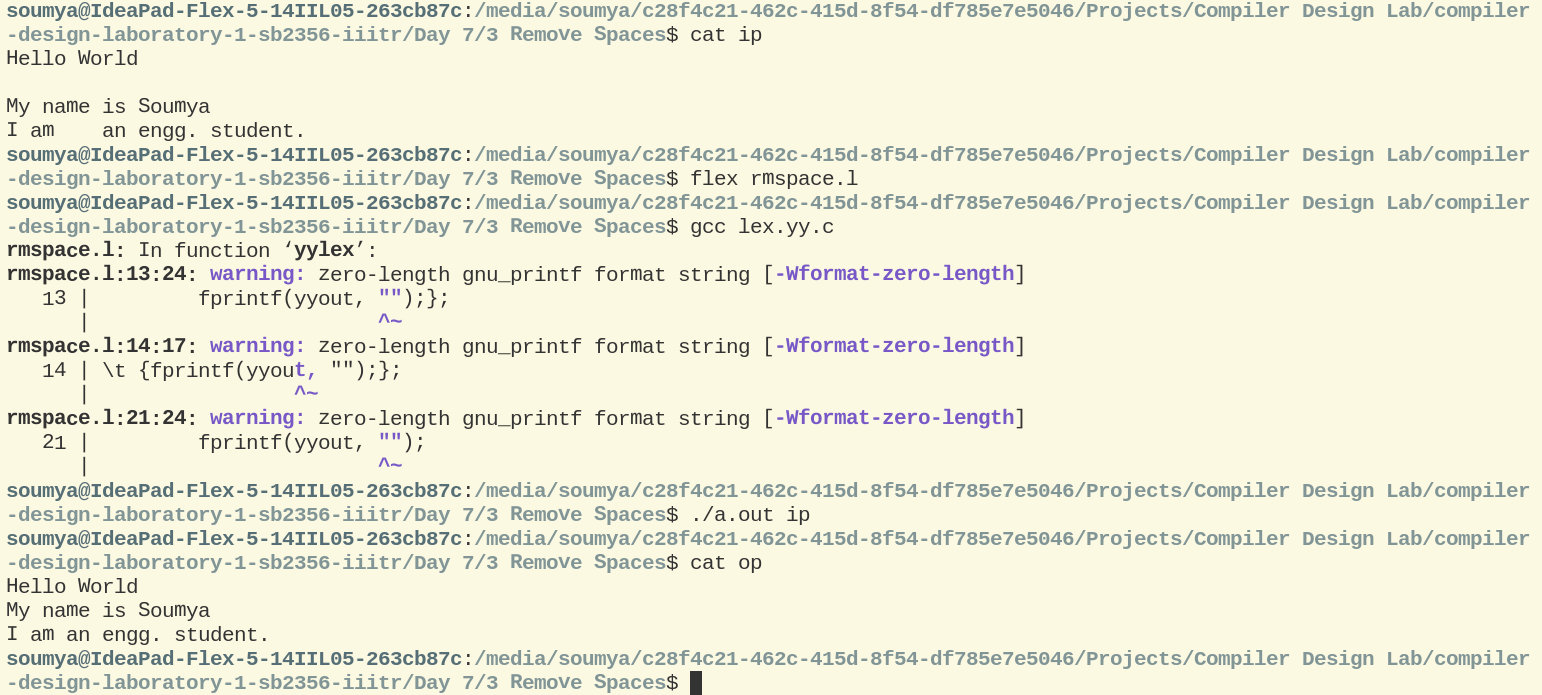 soumya@IdeaPad-Flex-5-14IIL05-263cb87c:/media/soumya/c28f4c21-462c-415d-8f54-df785e7e5046/Projects/Compiler Design Lab/compiler
-design-laboratory-1-sb2356-iiitr/Day 7/3 Remove Spaces$ cat ip
Hello World

My name is Soumya
I am    an engg. student.
soumya@IdeaPad-Flex-5-14IIL05-263cb87c:/media/soumya/c28f4c21-462c-415d-8f54-df785e7e5046/Projects/Compiler Design Lab/compiler
-design-laboratory-1-sb2356-iiitr/Day 7/3 Remove Spaces$ flex rmspace.l
soumya@IdeaPad-Flex-5-14IIL05-263cb87c:/media/soumya/c28f4c21-462c-415d-8f54-df785e7e5046/Projects/Compiler Design Lab/compiler
-design-laboratory-1-sb2356-iiitr/Day 7/3 Remove Spaces$ gcc lex.yy.c
rmspace.l: In function ‘yylex’:
rmspace.l:13:24: warning: zero-length gnu_printf format string [-Wformat-zero-length]
   13 |         fprintf(yyout, "");};
      |                        ^~
rmspace.l:14:17: warning: zero-length gnu_printf format string [-Wformat-zero-length]
   14 | \t {fprintf(yyout, "");};
      |                 ^~
rmspace.l:21:24: warning: zero-length gnu_printf format string [-Wformat-zero-length]
   21 |         fprintf(yyout, "");
      |                        ^~
soumya@IdeaPad-Flex-5-14IIL05-263cb87c:/media/soumya/c28f4c21-462c-415d-8f54-df785e7e5046/Projects/Compiler Design Lab/compiler
-design-laboratory-1-sb2356-iiitr/Day 7/3 Remove Spaces$ ./a.out ip
soumya@IdeaPad-Flex-5-14IIL05-263cb87c:/media/soumya/c28f4c21-462c-415d-8f54-df785e7e5046/Projects/Compiler Design Lab/compiler
-design-laboratory-1-sb2356-iiitr/Day 7/3 Remove Spaces$ cat op
Hello World
My name is Soumya
I am an engg. student.
soumya@IdeaPad-Flex-5-14IIL05-263cb87c:/media/soumya/c28f4c21-462c-415d-8f54-df785e7e5046/Projects/Compiler Design Lab/compiler
-design-laboratory-1-sb2356-iiitr/Day 7/3 Remove Spaces$